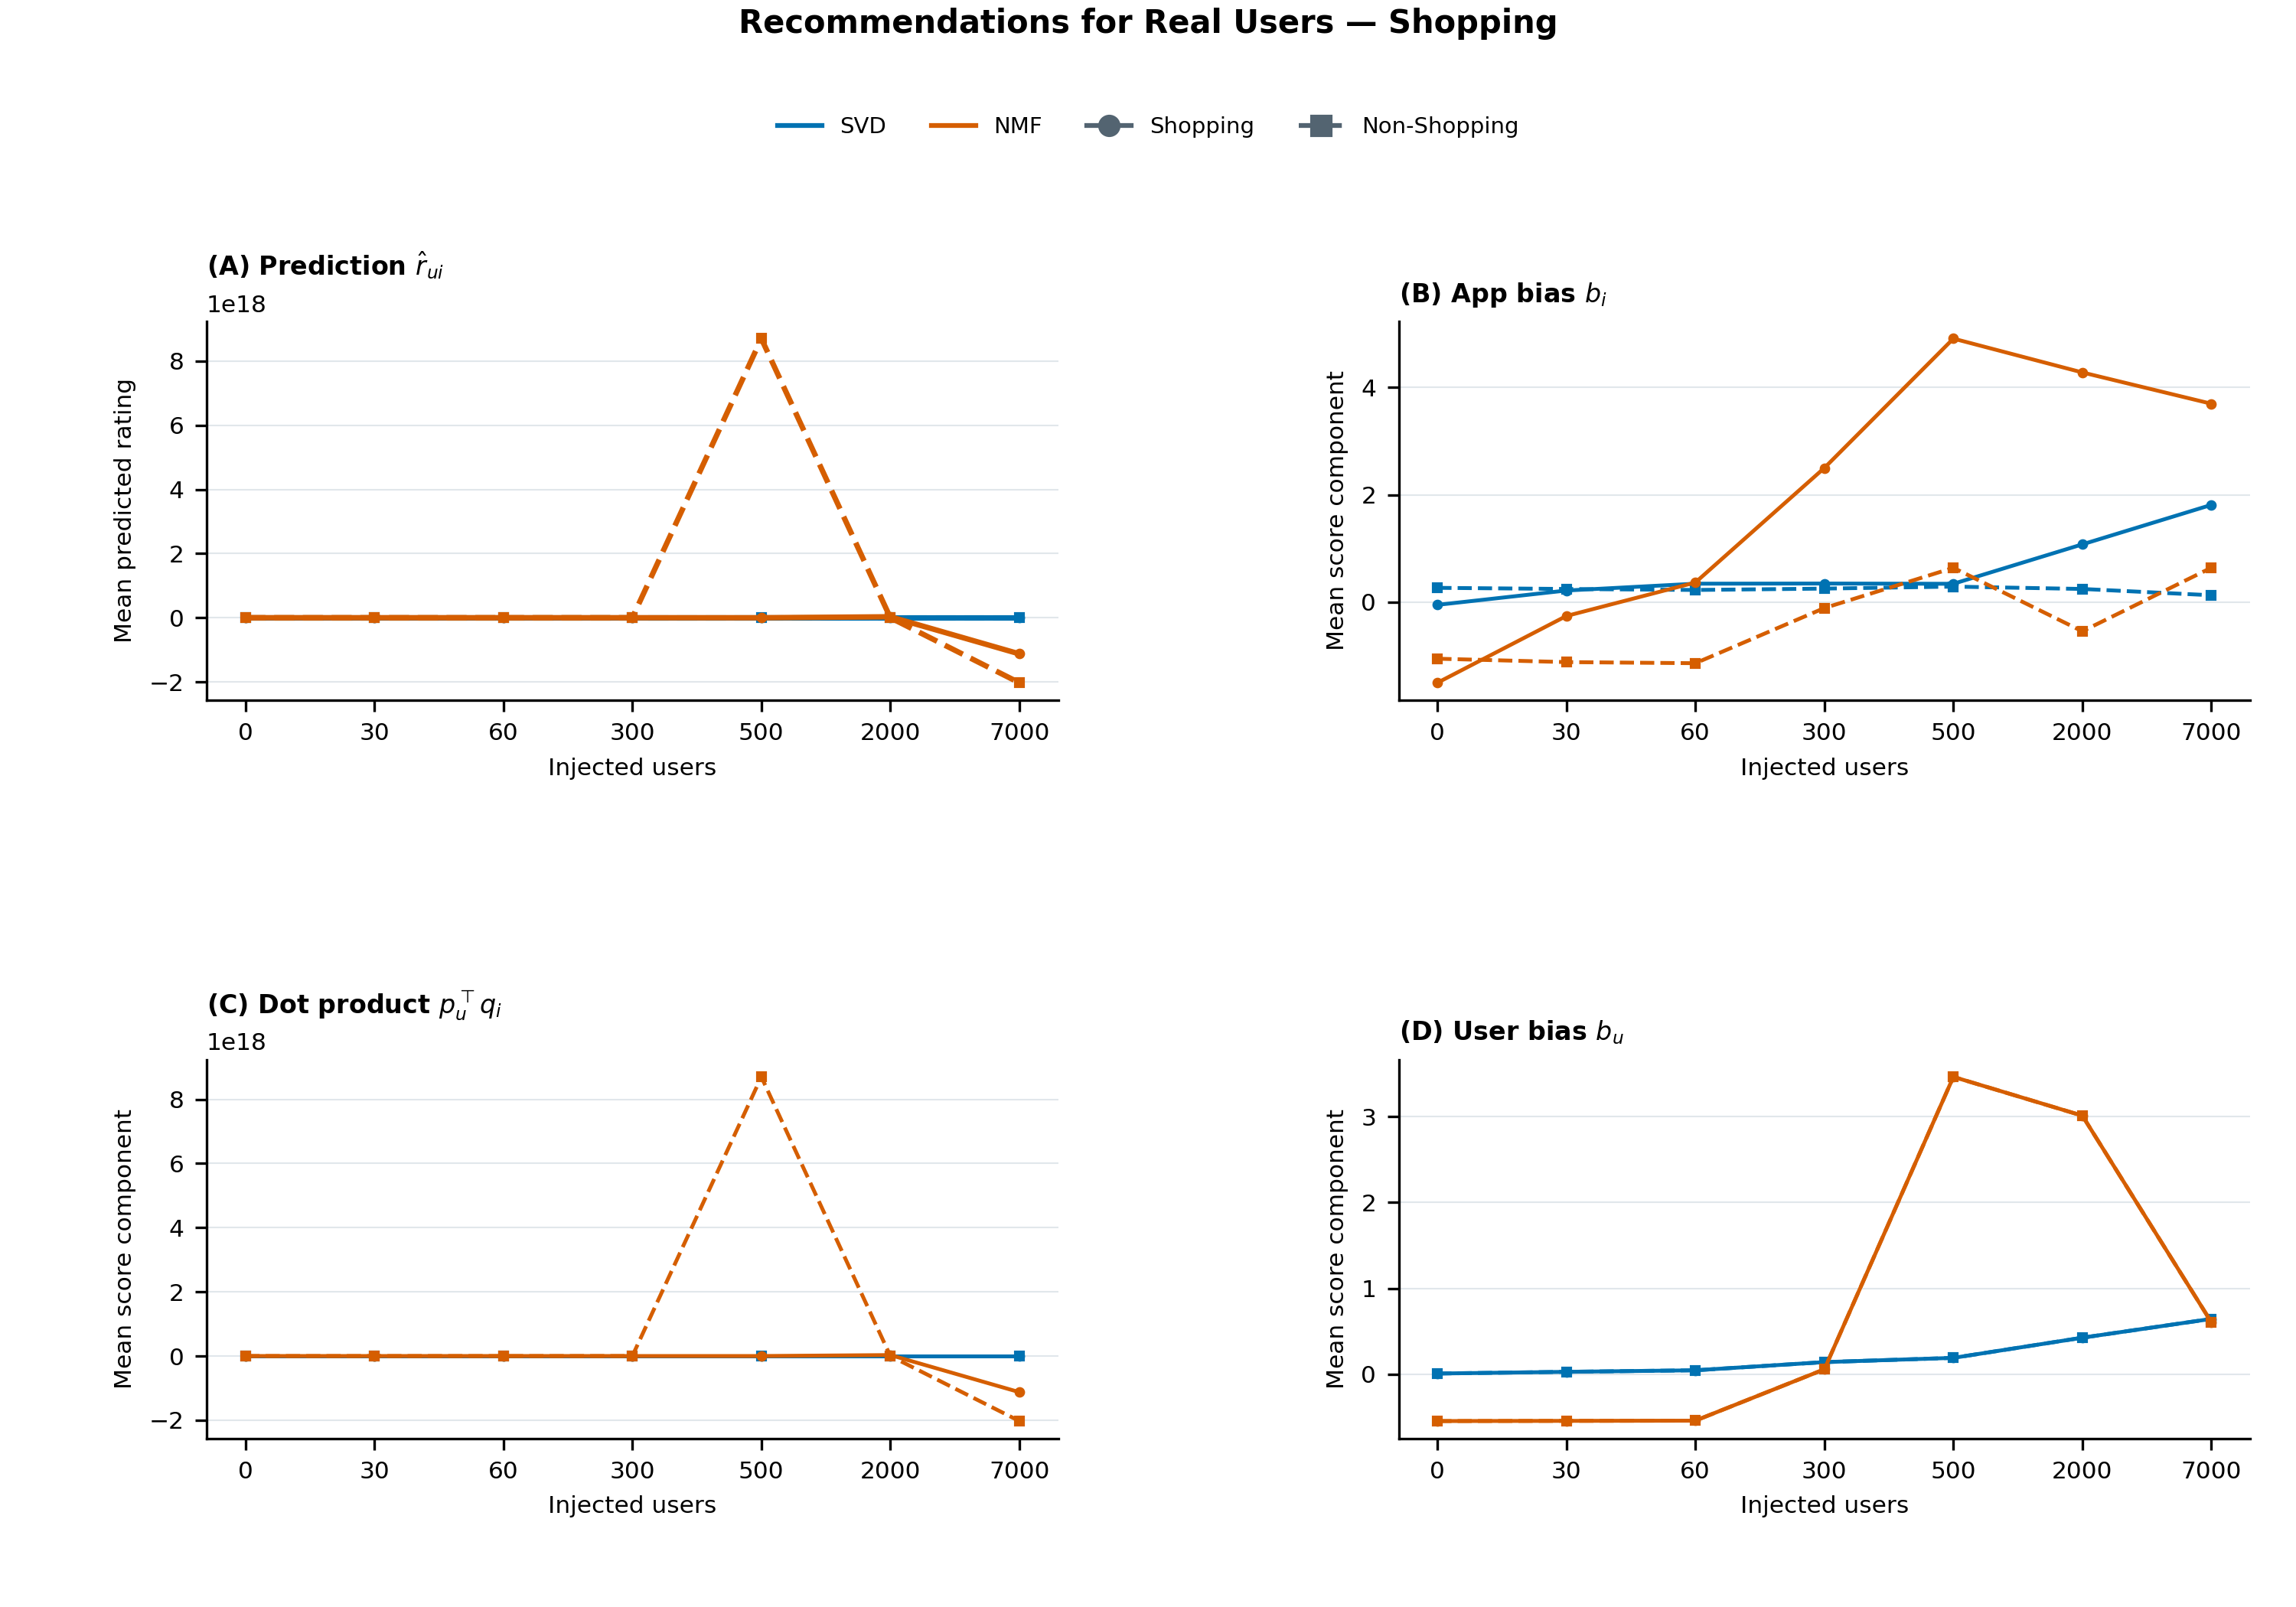 Recommendations for Real Users — Shopping
SVD NMF Shopping Non-Shopping
(A) Prediction r̂ui
1e18
8
6
4
2
0
−2
Mean predicted rating
0 30 60 300 500 2000 7000
Injected users
(B) App bias bi
4
2
0
Mean score component
0 30 60 300 500 2000 7000
Injected users
(C) Dot product pu⊤qi
1e18
8
6
4
2
0
−2
Mean score component
0 30 60 300 500 2000 7000
Injected users
(D) User bias bu
3
2
1
0
Mean score component
0 30 60 300 500 2000 7000
Injected users